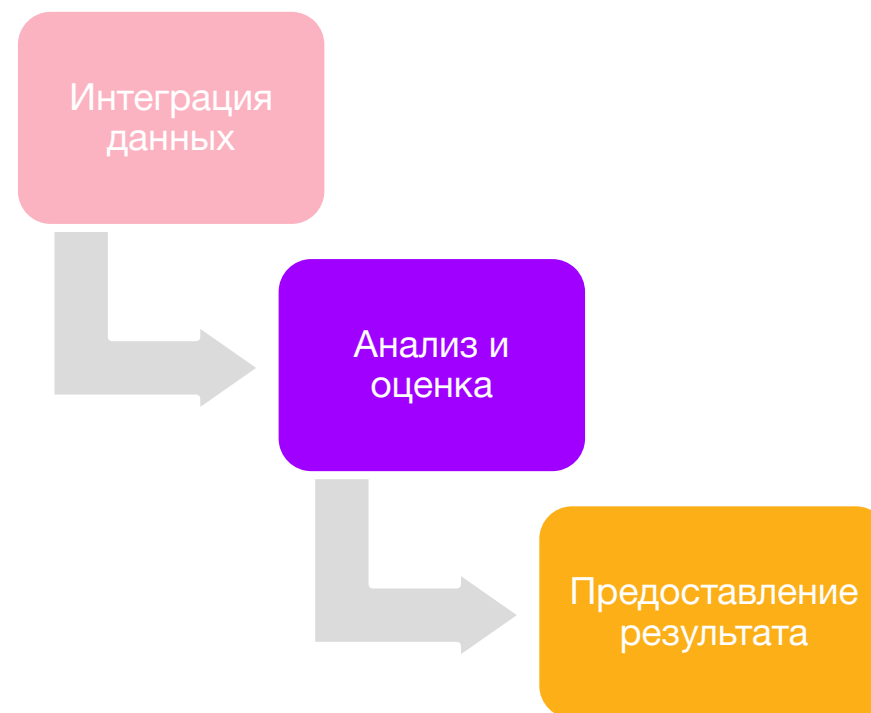 Интеграция
данных
Анализ и
оценка
Предоставление
результата